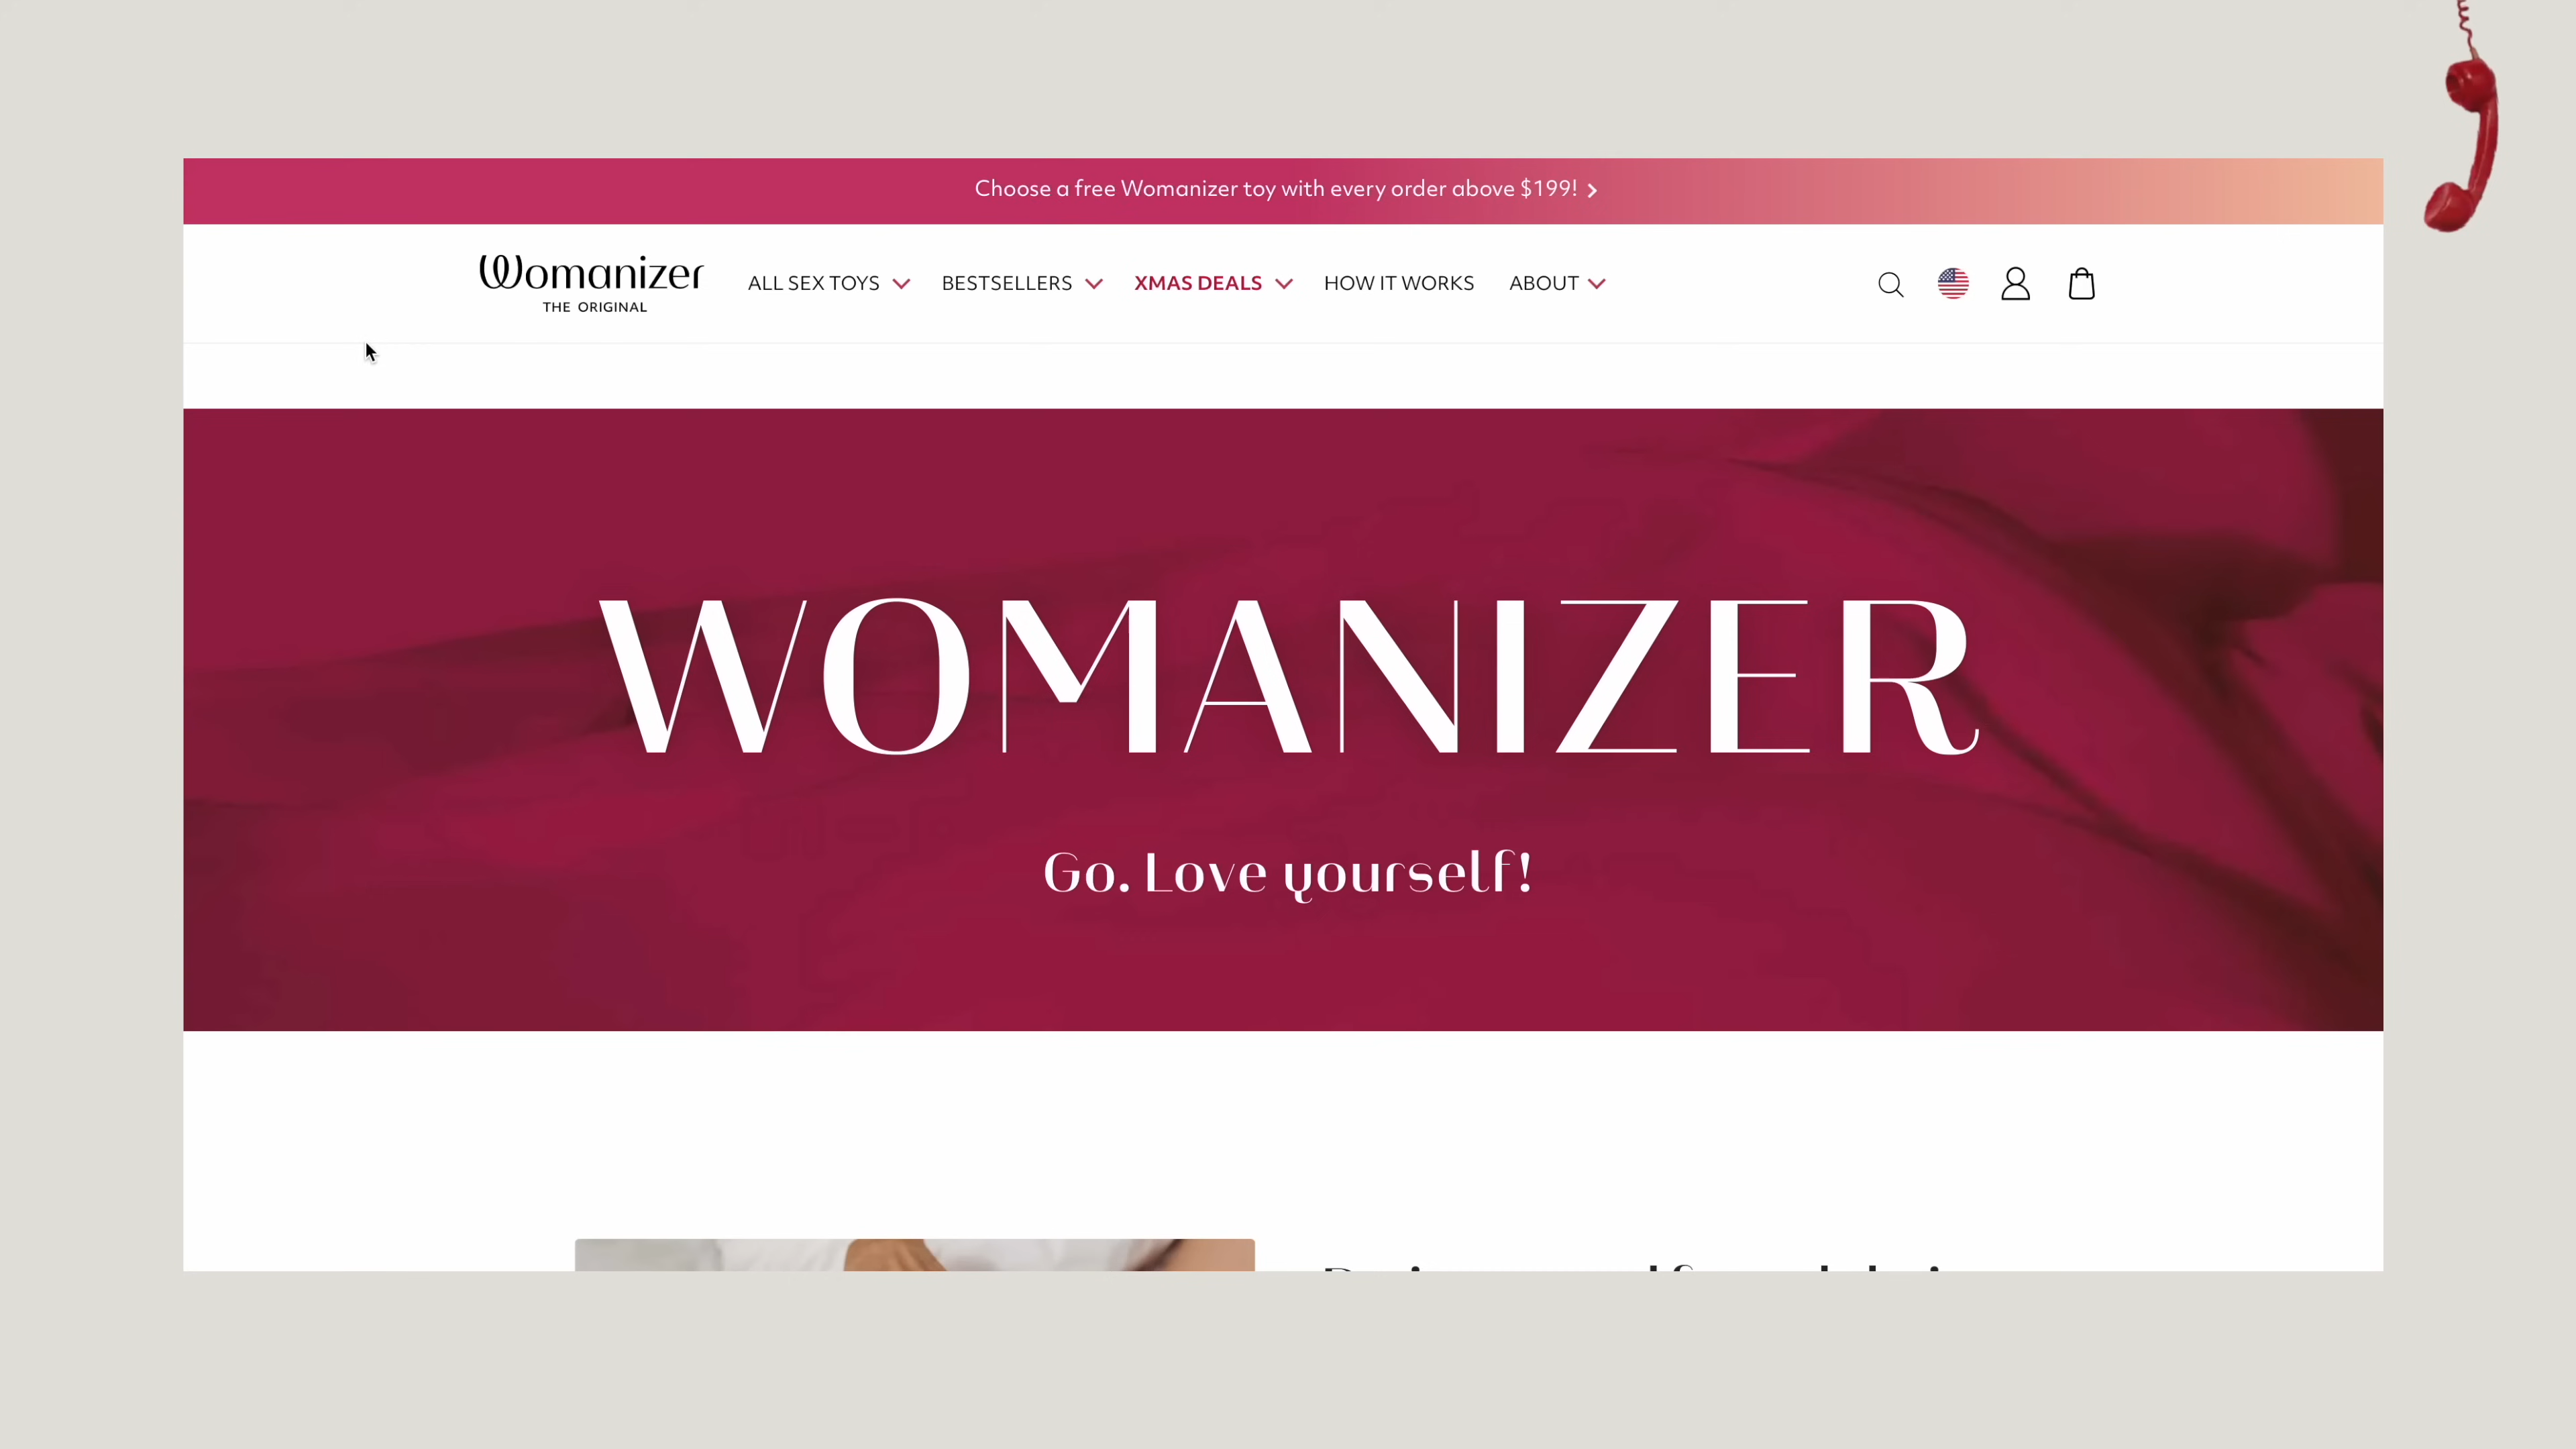 Choose a free Womanizer toy with every order above $199!
Womanizer
THE ORIGINAL
ALL SEX TOYS
BESTSELLERS
XMAS DEALS
HOW IT WORKS
ABOUT
WOMANIZER
Go. Love yourself!